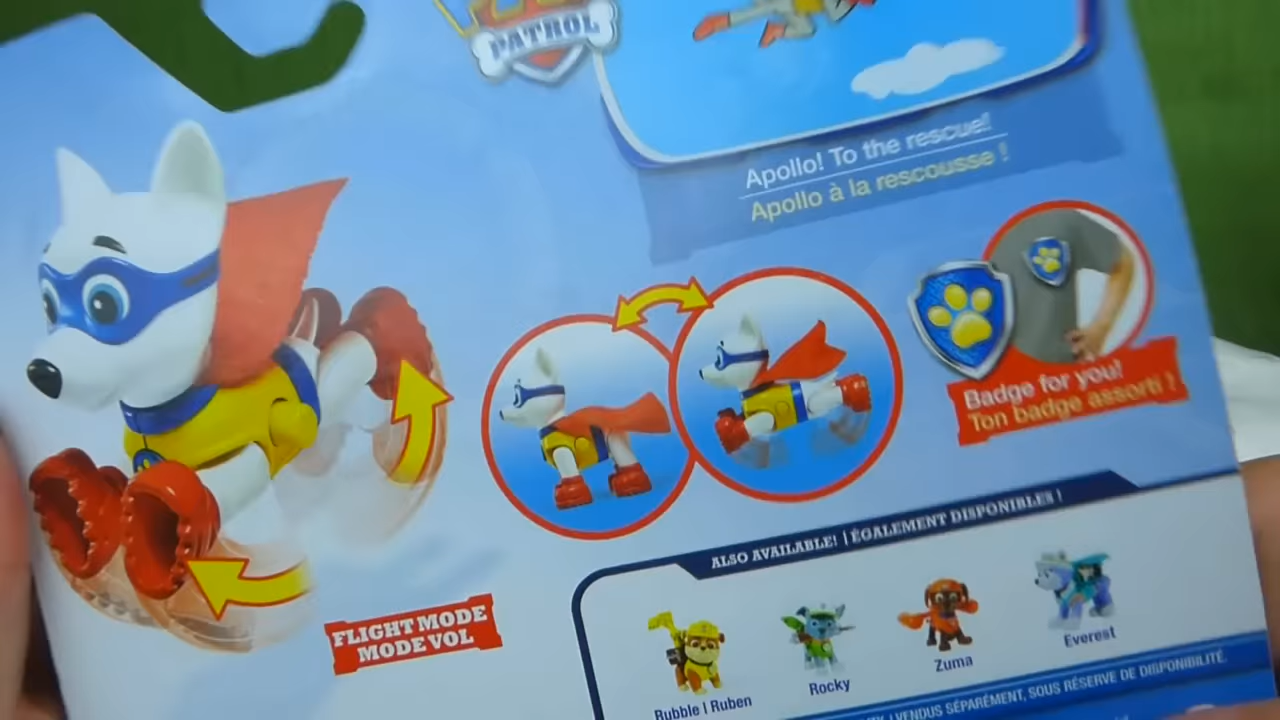 PATROL
Apollo! To the rescue!
Apollo à la rescousse !
Badge for you!
Ton badge assorti !
FLIGHT MODE
MODE VOL
ALSO AVAILABLE! | ÉGALEMENT DISPONIBLES !
Rubble | Ruben
Rocky
Zuma
Everest
| VENDUS SÉPARÉMENT, SOUS RÉSERVE DE DISPONIBILITÉ.